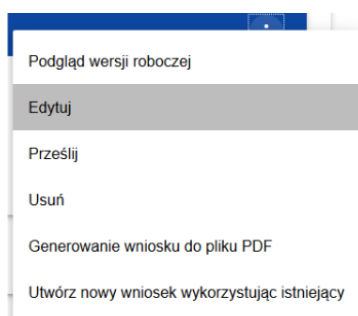 Podgląd wersji roboczej
Edytuj
Prześlij
Usuń
Generowanie wniosku do pliku PDF
Utwórz nowy wniosek wykorzystując istniejący